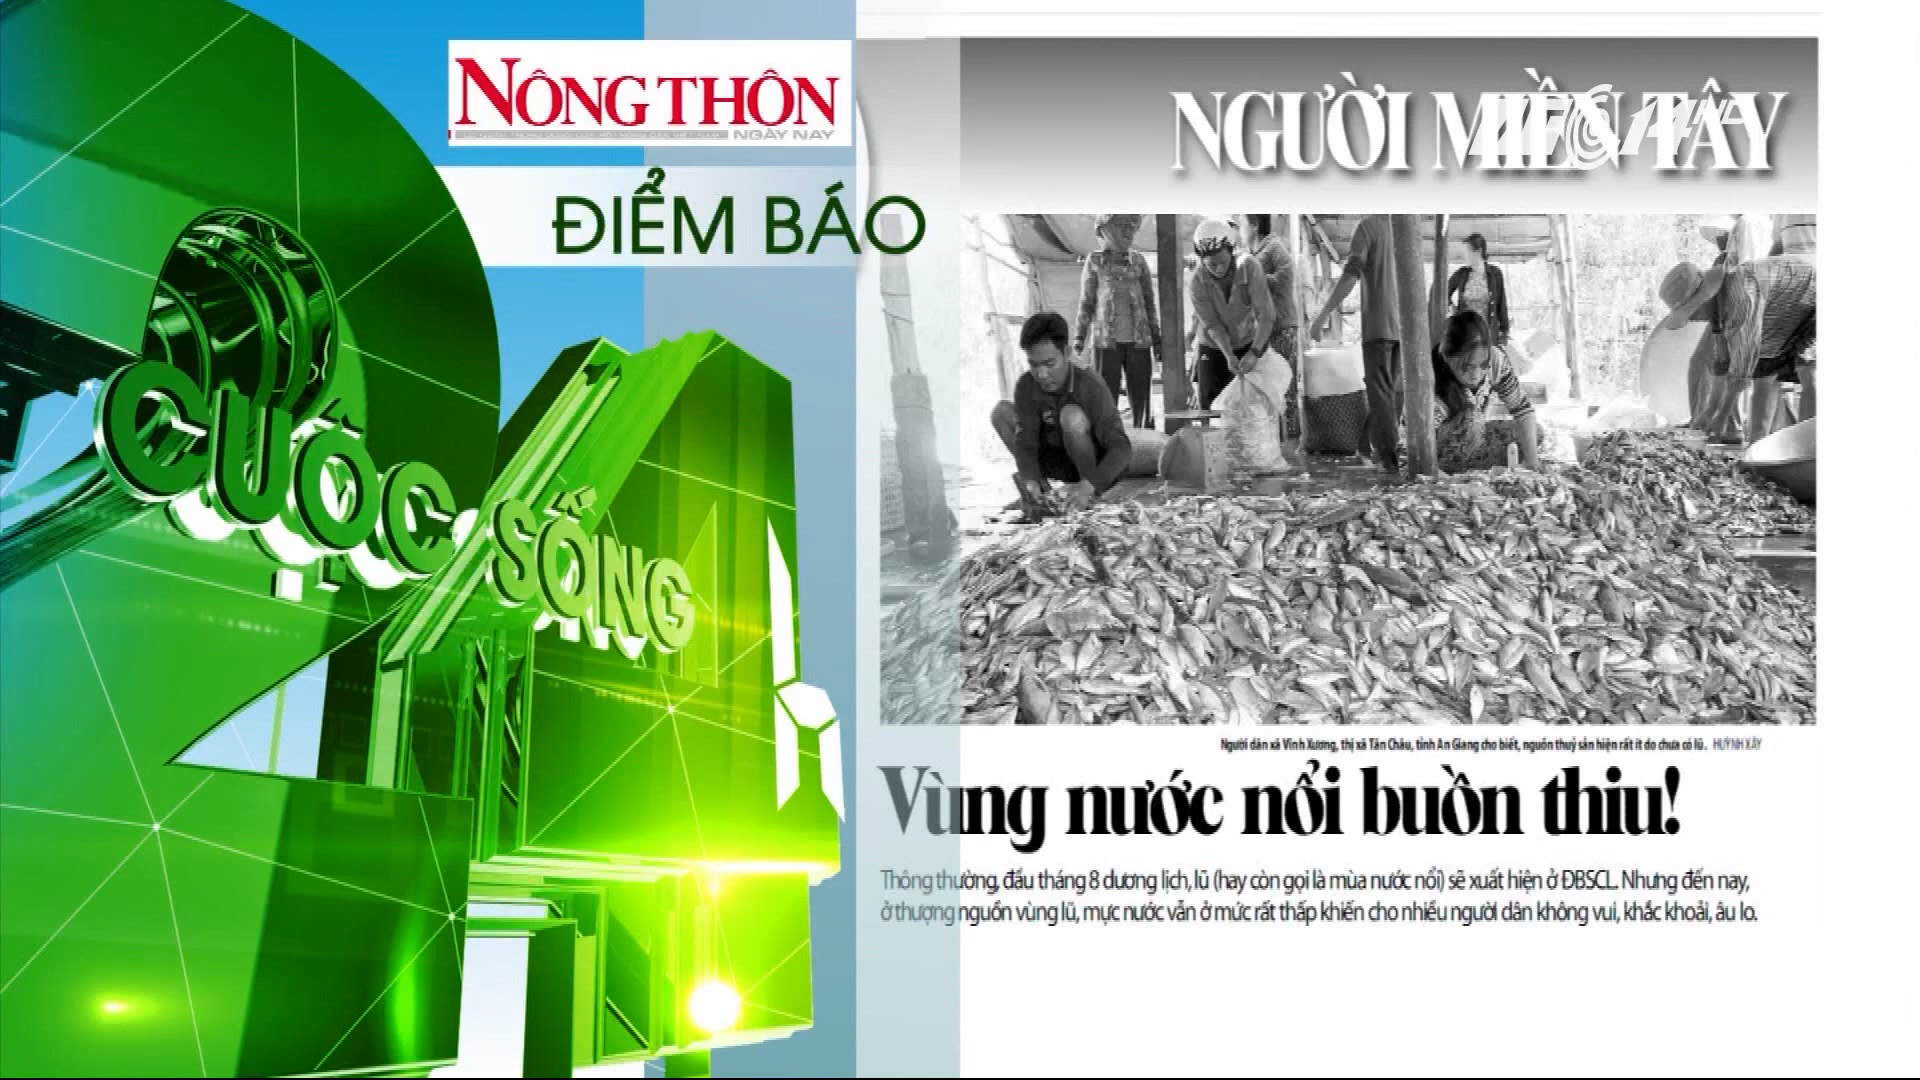 NÔNG THÔN
NGÀY NAY
ĐIỂM BÁO
CUỘC SỐNG
24
NGƯỜI MIỀN TÂY
Người dân xã Vĩnh Xương, thị xã Tân Châu, tỉnh An Giang cho biết, nguồn thuỷ sản hiện rất ít do chưa có lũ. HUỲNH XÂY
Vùng nước nổi buồn thiu!
Thông thường, đầu tháng 8 dương lịch, lũ (hay còn gọi là mùa nước nổi) sẽ xuất hiện ở ĐBSCL. Nhưng đến nay,
ở thượng nguồn vùng lũ, mực nước vẫn ở mức rất thấp khiến cho nhiều người dân không vui, khắc khoải, âu lo.